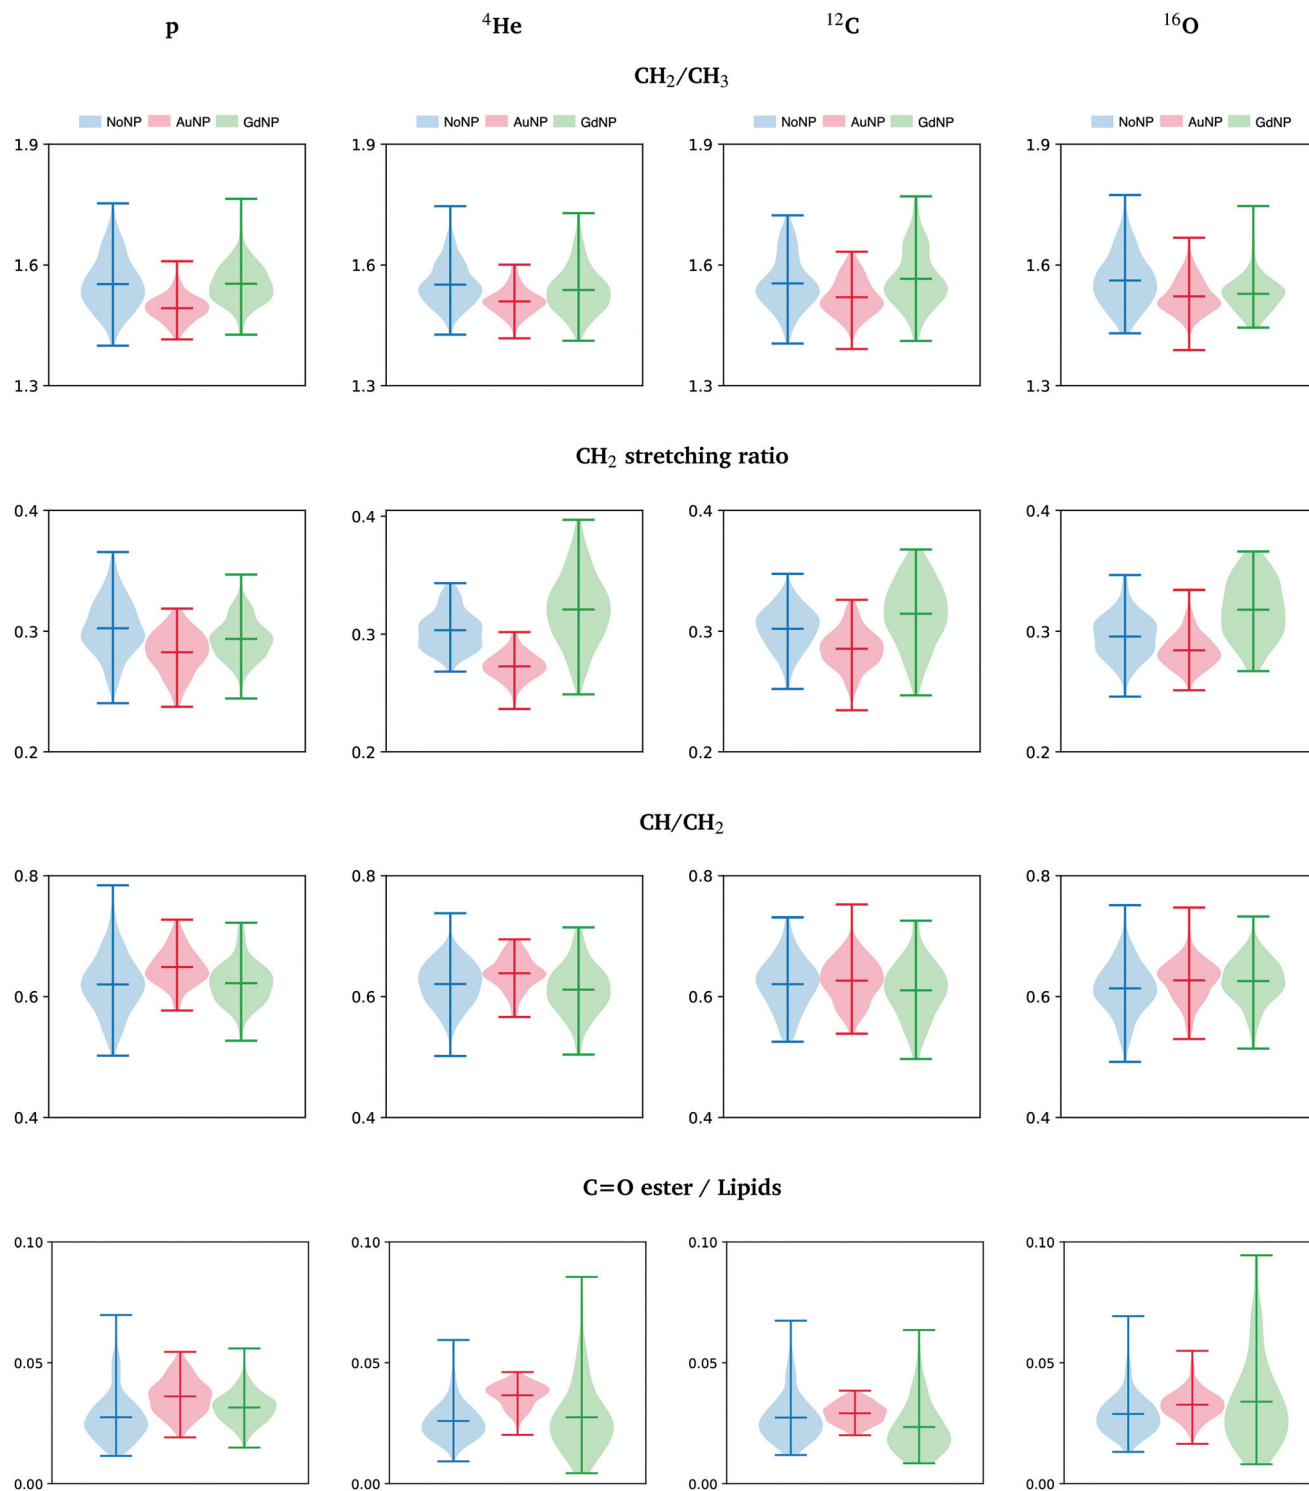 p ⁴He ¹²C ¹⁶O
CH₂/CH₃
NoNP AuNP GdNP NoNP AuNP GdNP NoNP AuNP GdNP NoNP AuNP GdNP
1.9 1.9 1.9 1.9
1.6 1.6 1.6 1.6
1.3 1.3 1.3 1.3
CH₂ stretching ratio
0.4 0.4 0.4 0.4
0.3 0.3 0.3 0.3
0.2 0.2 0.2 0.2
CH/CH₂
0.8 0.8 0.8 0.8
0.6 0.6 0.6 0.6
0.4 0.4 0.4 0.4
C=O ester / Lipids
0.10 0.10 0.10 0.10
0.05 0.05 0.05 0.05
0.00 0.00 0.00 0.00